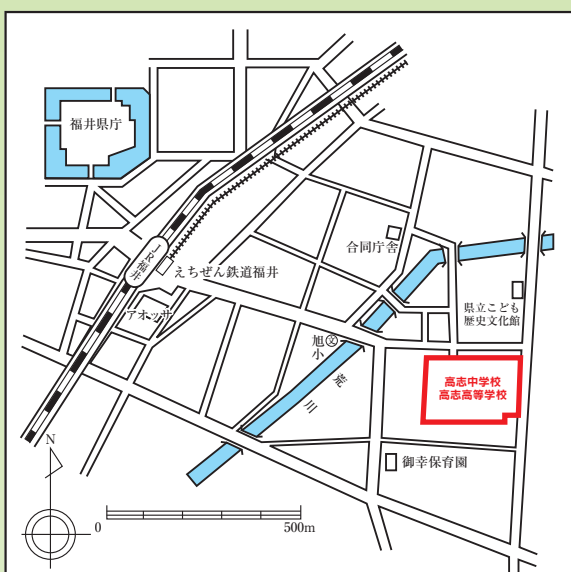 福井県庁
JR福井
えちぜん鉄道福井
アオッサ
合同庁舎
県立こども
歴史文化館
旭小
文
荒川
高志中学校
高志高等学校
御幸保育園
N
0
500m